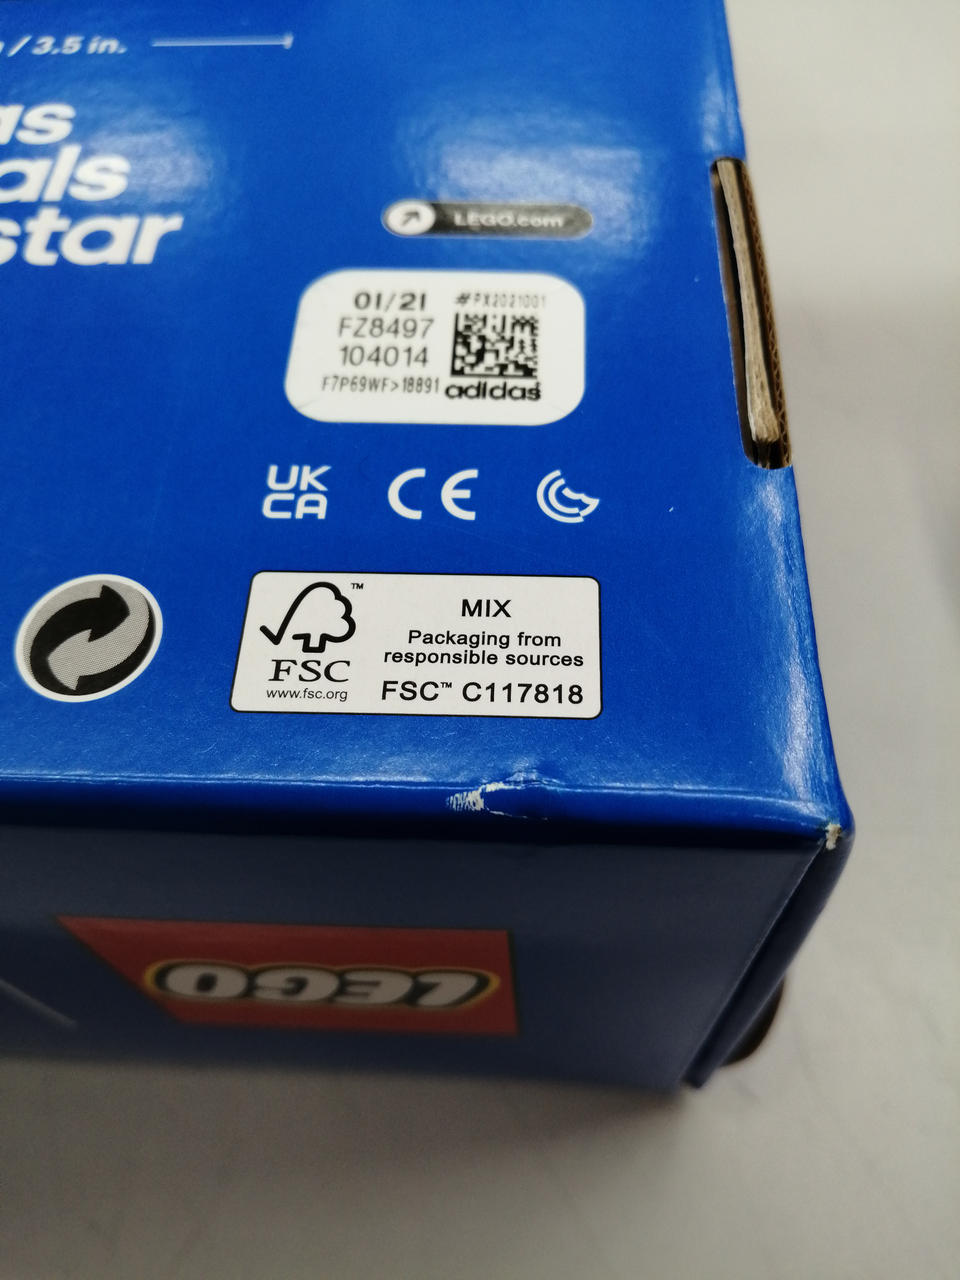 / 3.5 in.
as
als
star
LEGO.com
01/21
#PX2021001
FZ8497
104014
F7P69WF>18891
adidas
UK
CA
CE
™
FSC
www.fsc.org
MIX
Packaging from
responsible sources
FSC™ C117818
LEGO